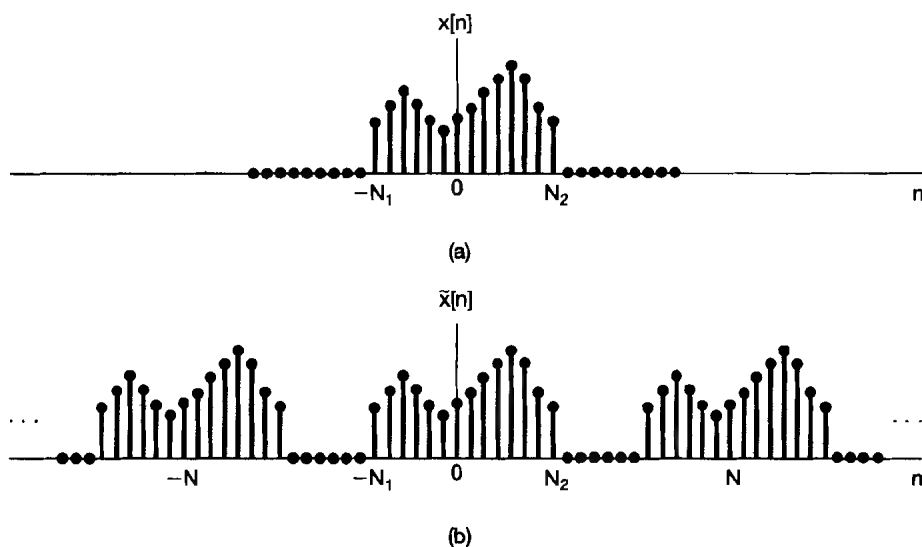 x[n]
−N₁ 0 N₂ n
(a)
x̃[n]
... ...
−N −N₁ 0 N₂ N n
(b)